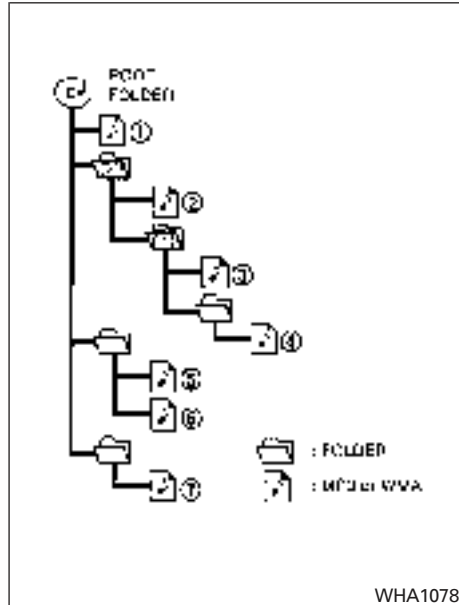 ROOT
FOLDER
①
②
③
④
⑤
⑥
⑦
: FOLDER
: MP3 or WMA
WHA1078